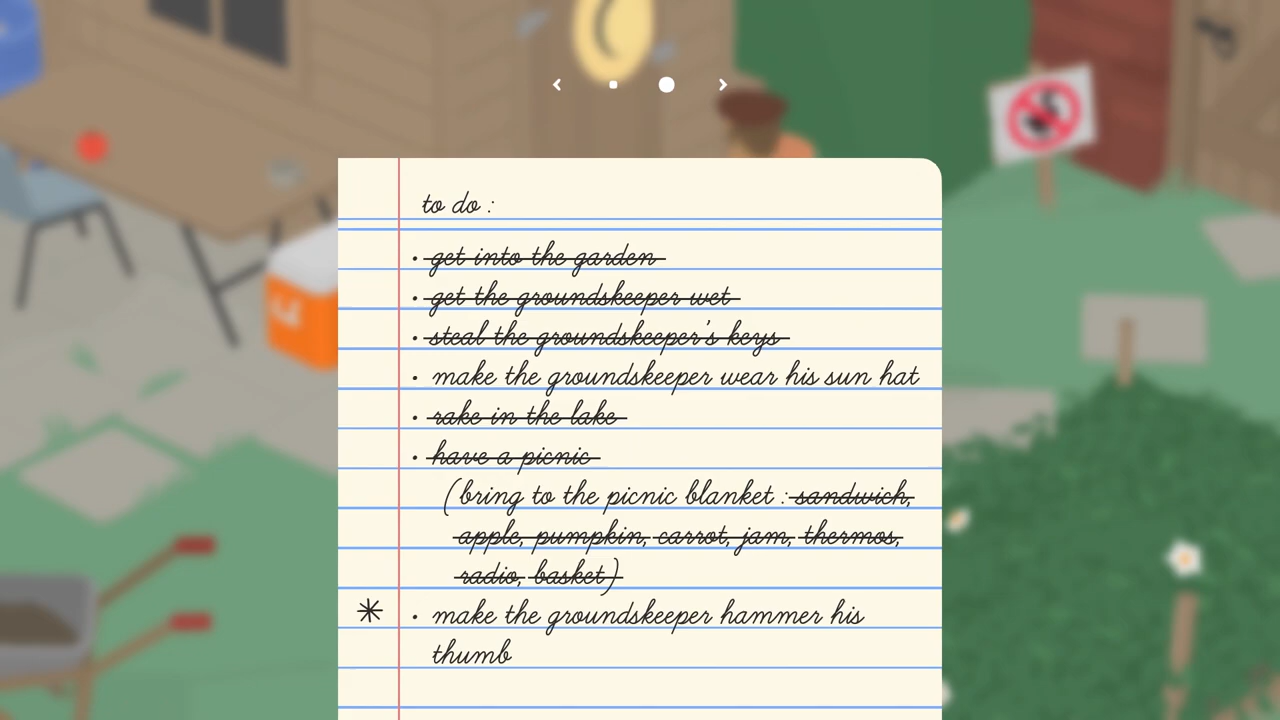 to do :
• get into the garden
• get the groundskeeper wet
• steal the groundskeeper's keys
• make the groundskeeper wear his sun hat
• rake in the lake
• have a picnic
(bring to the picnic blanket : sandwich,
apple, pumpkin, carrot, jam, thermos,
radio, basket)
* • make the groundskeeper hammer his
thumb